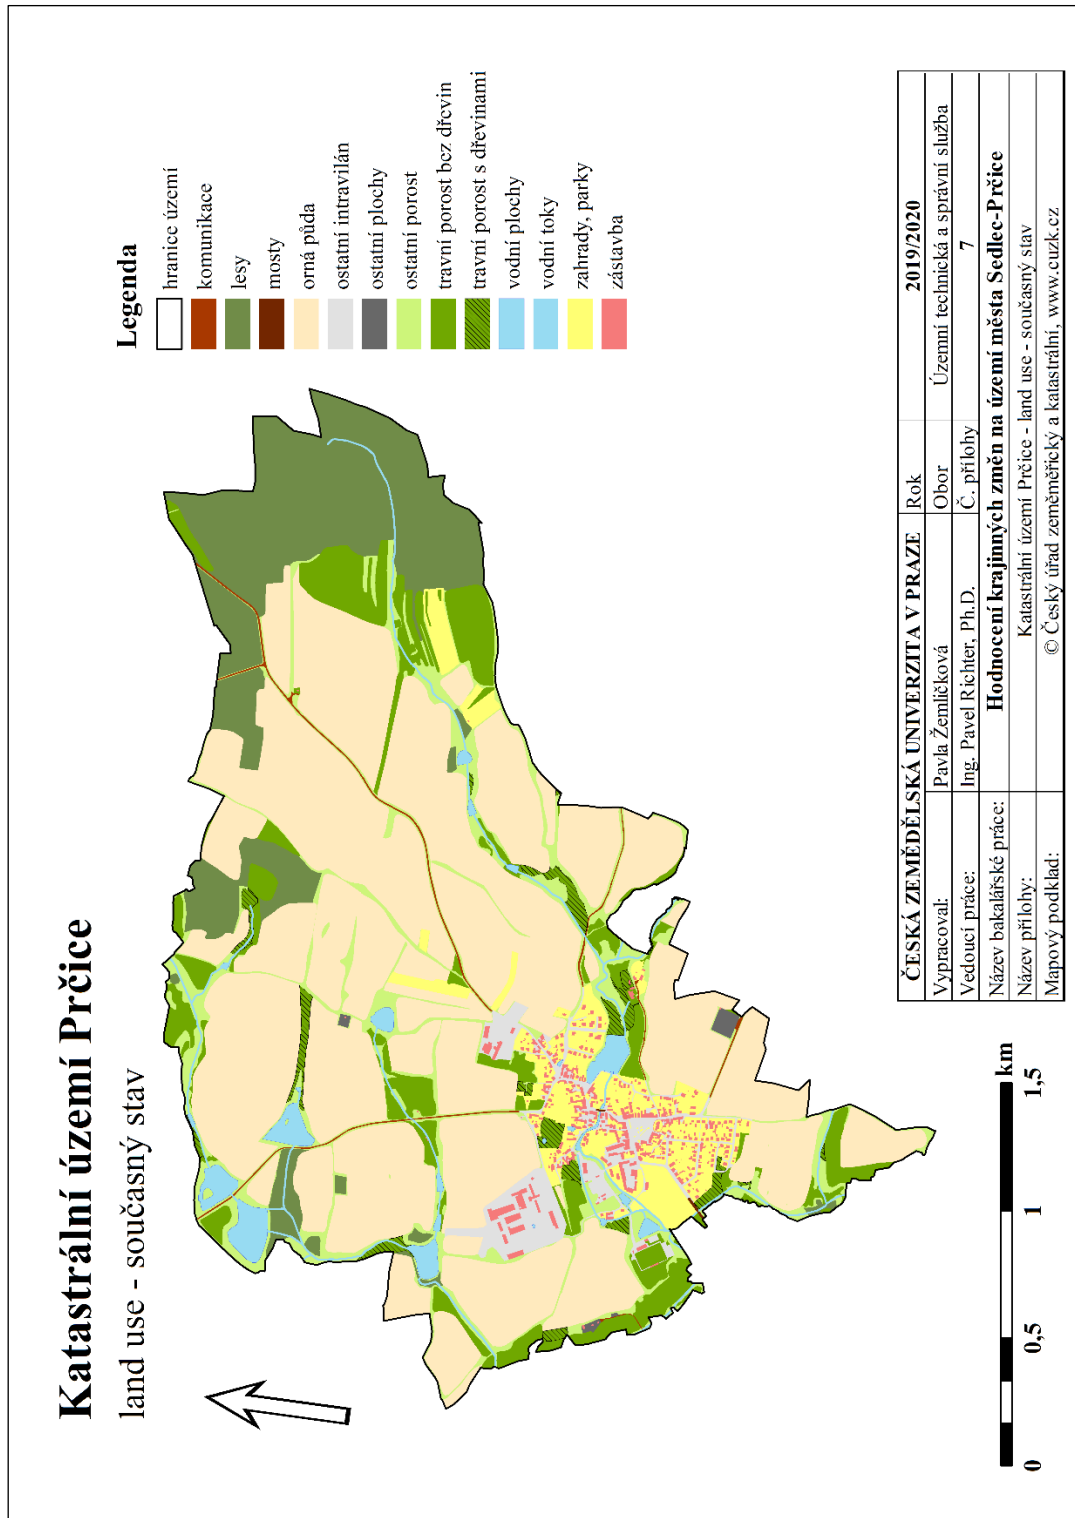 Katastrální území Prčice
land use - současný stav
Legenda
hranice území
komunikace
lesy
mosty
orná půda
ostatní intravilán
ostatní plochy
ostatní porost
travní porost bez dřevin
travní porost s dřevinami
vodní plochy
vodní toky
zahrady, parky
zástavba
0 0,5 1 1,5
km
ČESKÁ ZEMĚDĚLSKÁ UNIVERZITA V PRAZE Rok 2019/2020
Vypracoval: Pavla Žemličková Obor Územní technická a správní služba
Vedoucí práce: Ing. Pavel Richter, Ph.D. Č. přílohy 7
Název bakalářské práce: Hodnocení krajinných změn na území města Sedlec-Prčice
Název přílohy: Katastrální území Prčice - land use - současný stav
Mapový podklad: © Český úřad zeměměřický a katastrální, www.cuzk.cz